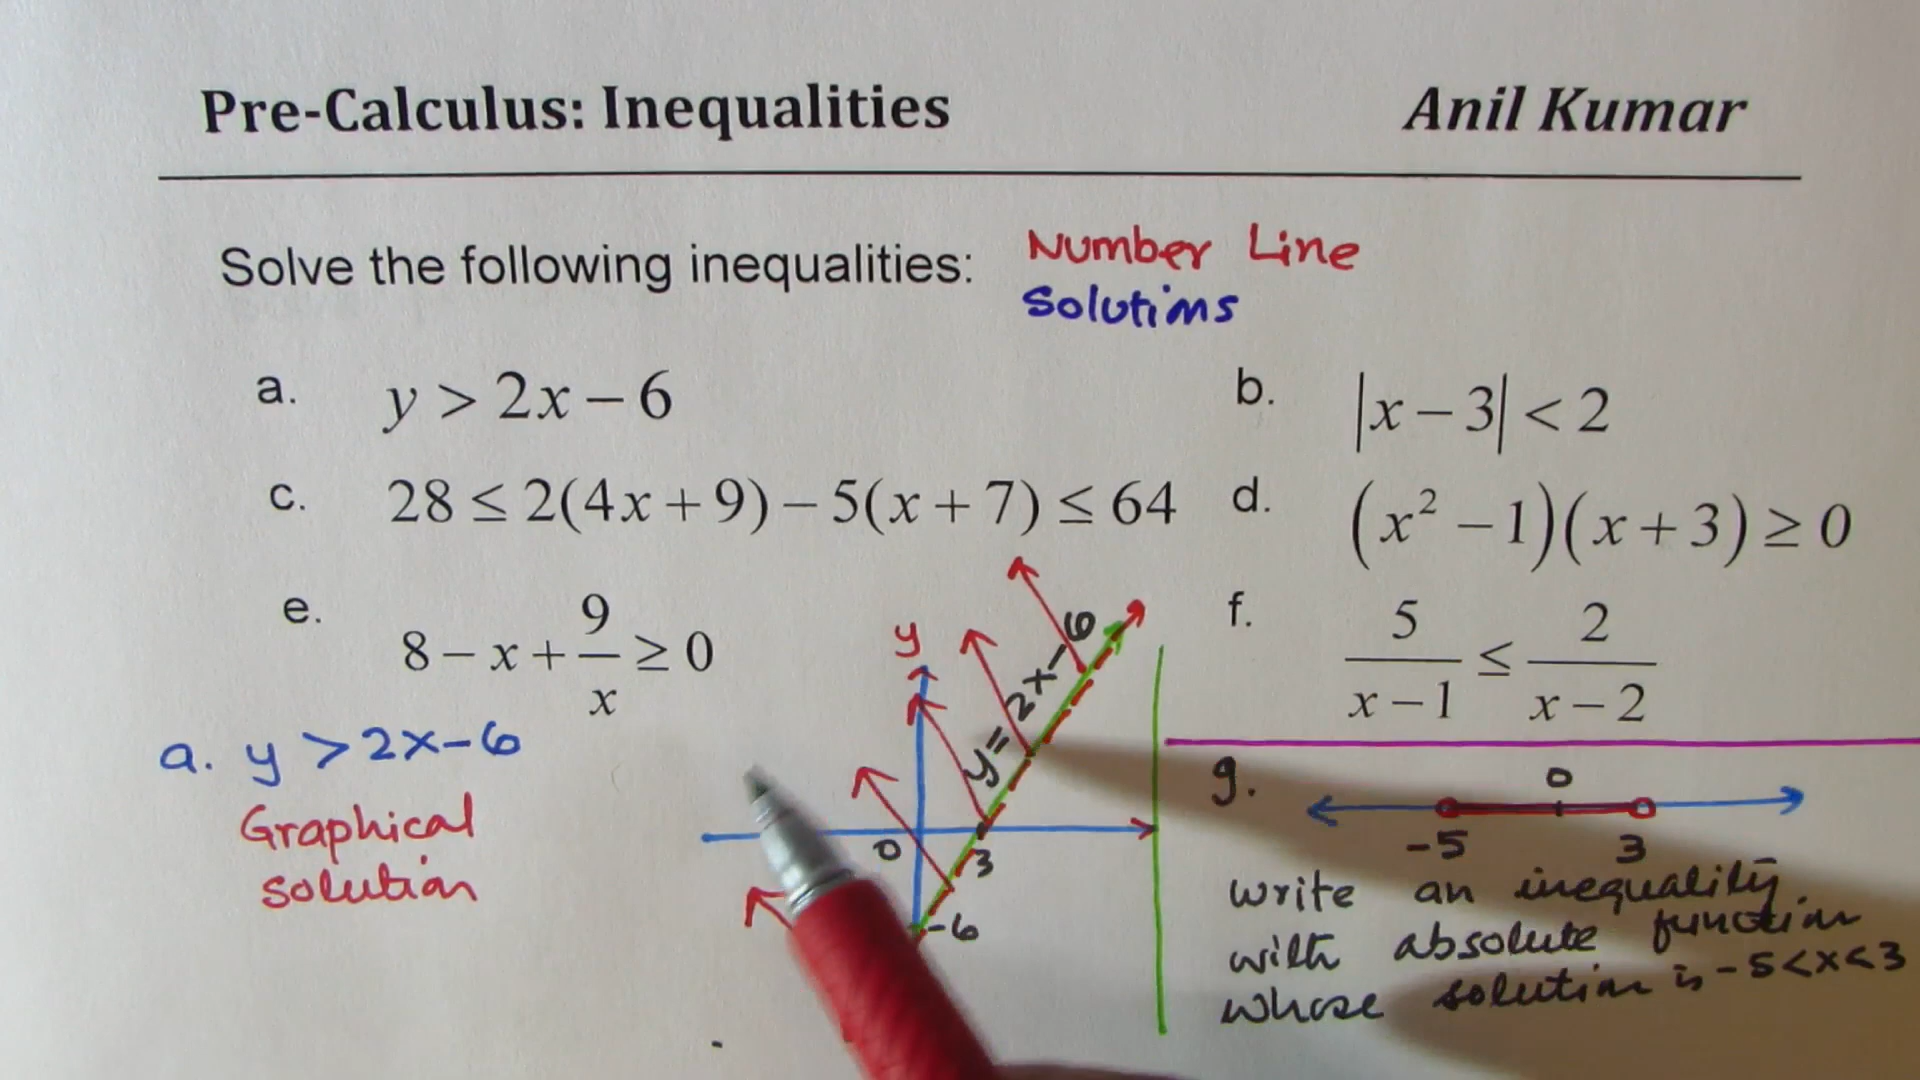 Pre-Calculus: Inequalities Anil Kumar
Solve the following inequalities: Number Line
Solutions
a. y > 2x − 6 b. |x − 3| < 2
c. 28 ≤ 2(4x + 9) − 5(x + 7) ≤ 64 d. (x² − 1)(x + 3) ≥ 0
e. 8 − x + 9/x ≥ 0 f. 5/(x − 1) ≤ 2/(x − 2)
a. y > 2x − 6
Graphical
solution
y
y = 2x − 6
0 3
-6
g. 0
-5 3
write an inequality
with absolute function
whose solution is -5<x<3